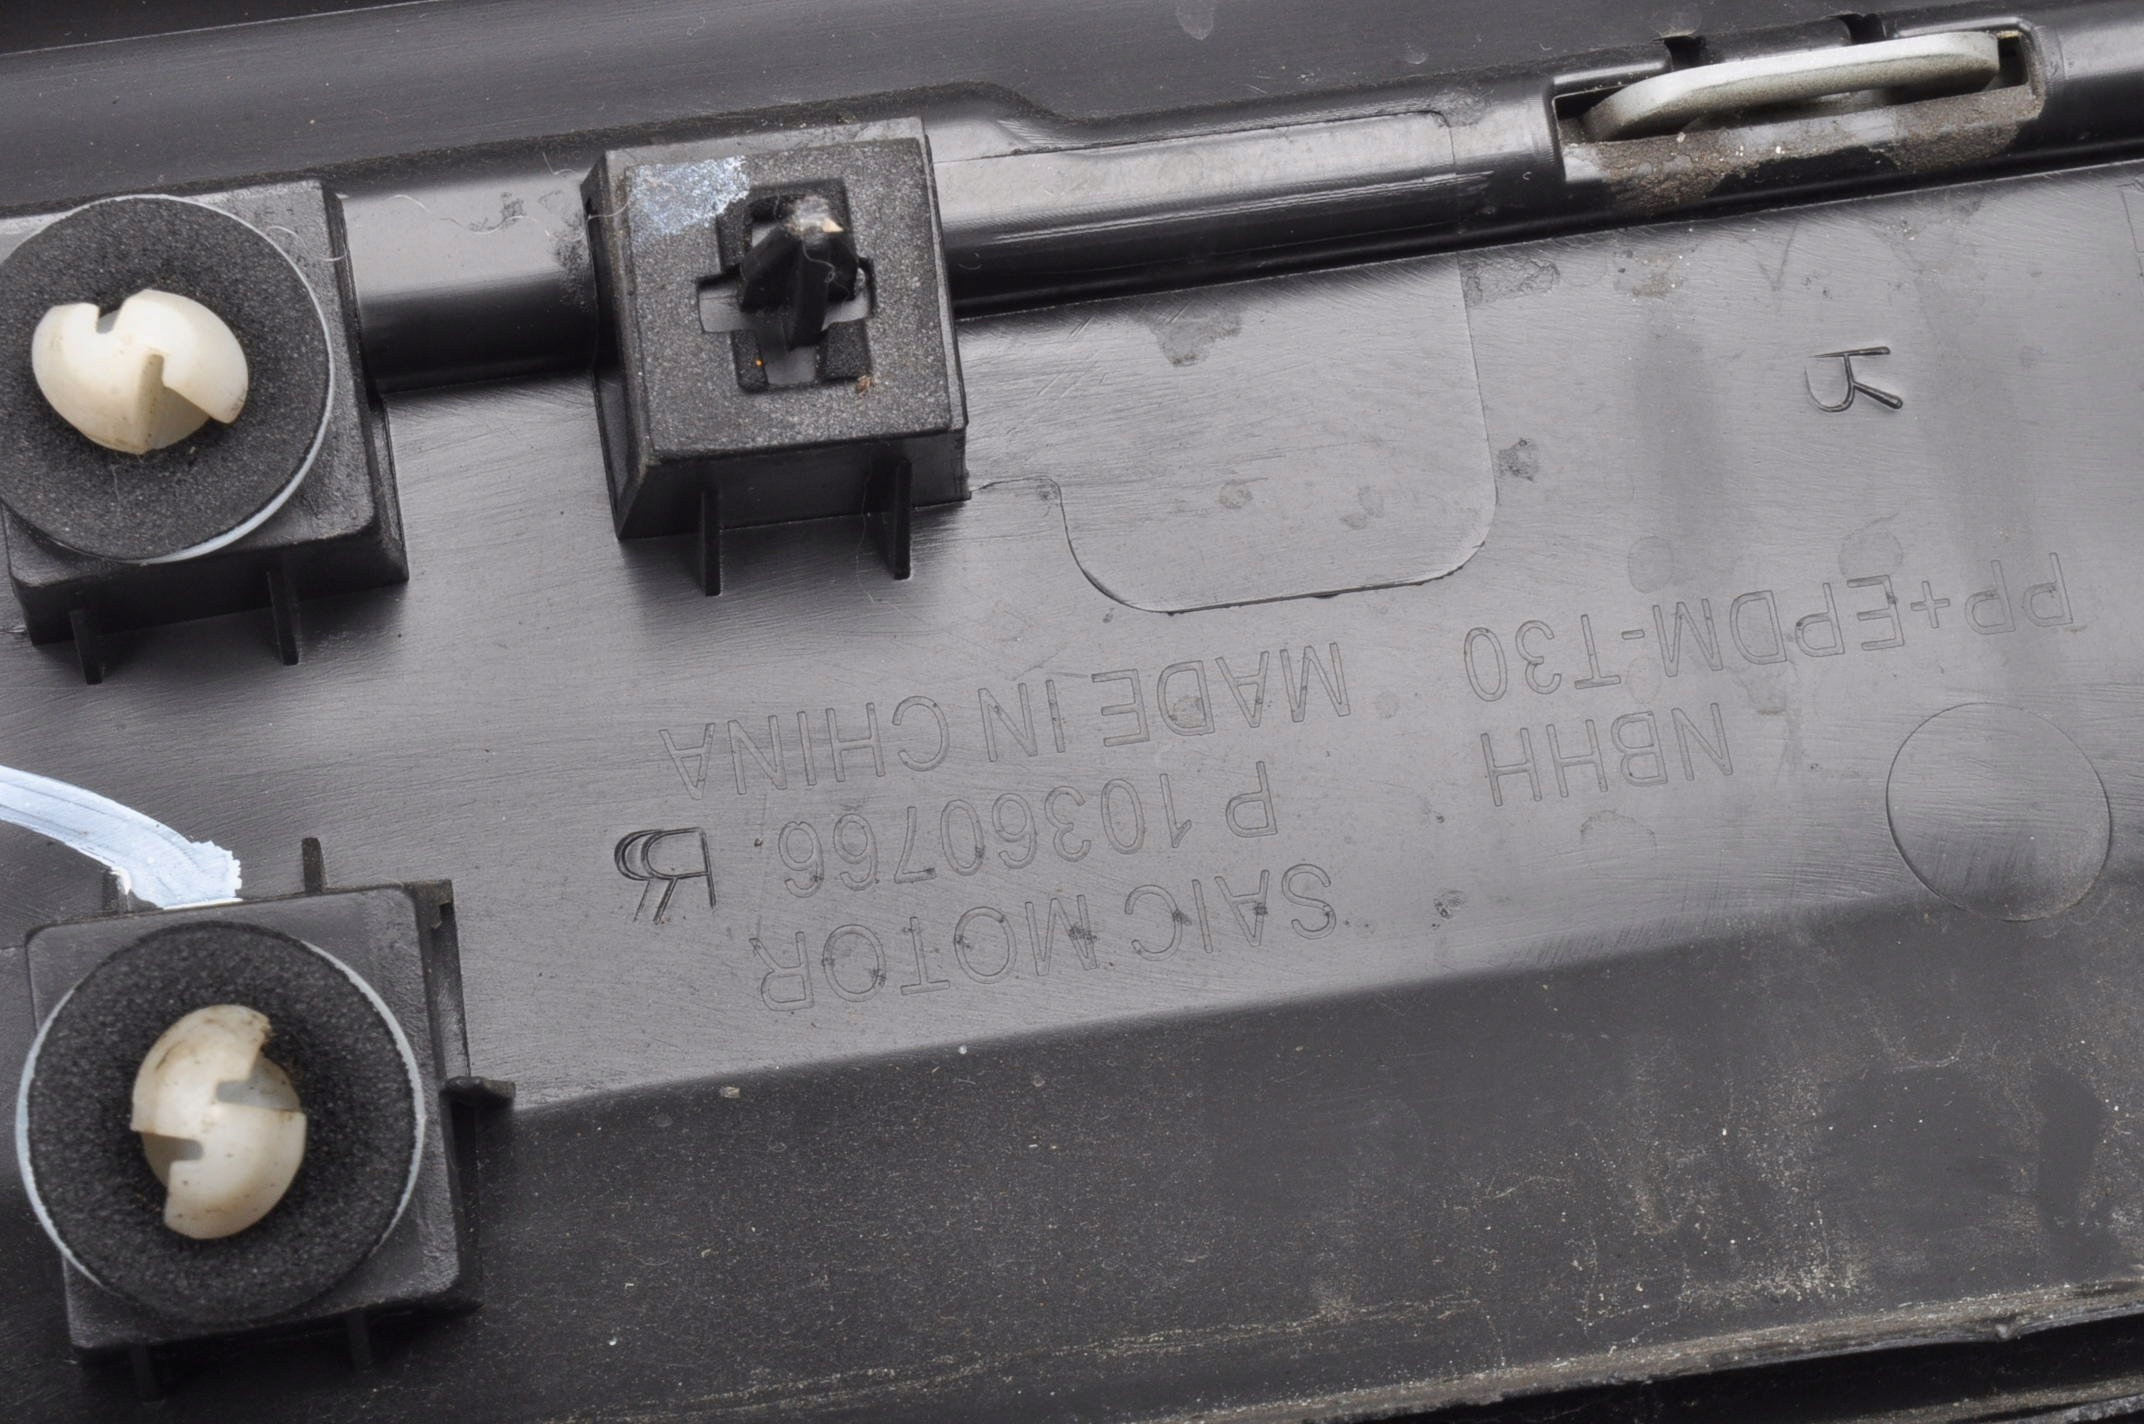 SAIC MOTOR
P 10360766 R
MADE IN CHINA
NBHH
PP+EPDM-T30
R